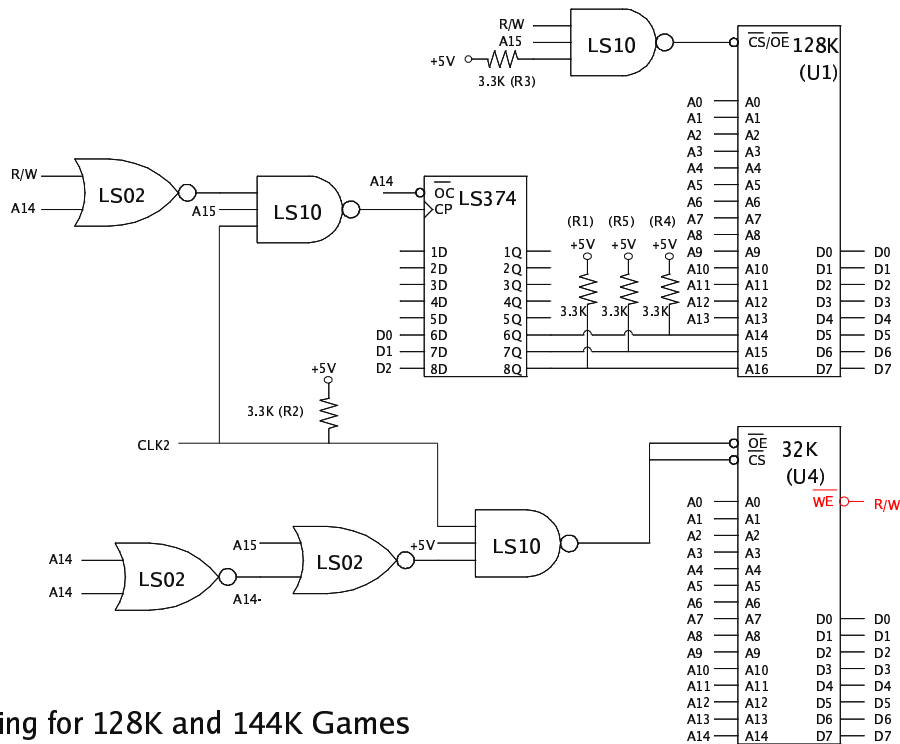 R/W
A15
+5V
3.3K (R3)
LS10
CS/OE 128K
(U1)
A0 A0
A1 A1
A2 A2
A3 A3
A4 A4
A5 A5
A6 A6
A7 A7
A8 A8
A9 A9 D0 D0
A10 A10 D1 D1
A11 A11 D2 D2
A12 A12 D3 D3
A13 A13 D4 D4
A14 D5 D5
A15 D6 D6
A16 D7 D7
R/W
A14
LS02
A15
LS10
A14
OC LS374
CP
1D 1Q
2D 2Q
3D 3Q
4D 4Q
5D 5Q
D0 6D 6Q
D1 7D 7Q
D2 8D 8Q
(R1) (R5) (R4)
+5V +5V +5V
3.3K 3.3K 3.3K
+5V
3.3K (R2)
CLK2
A14
A14
LS02
A14-
A15
LS02
+5V
LS10
OE 32K
CS
(U4)
WE R/W
A0 A0
A1 A1
A2 A2
A3 A3
A4 A4
A5 A5
A6 A6
A7 A7 D0 D0
A8 A8 D1 D1
A9 A9 D2 D2
A10 A10 D3 D3
A11 A11 D4 D4
A12 A12 D5 D5
A13 A13 D6 D6
A14 A14 D7 D7
ing for 128K and 144K Games